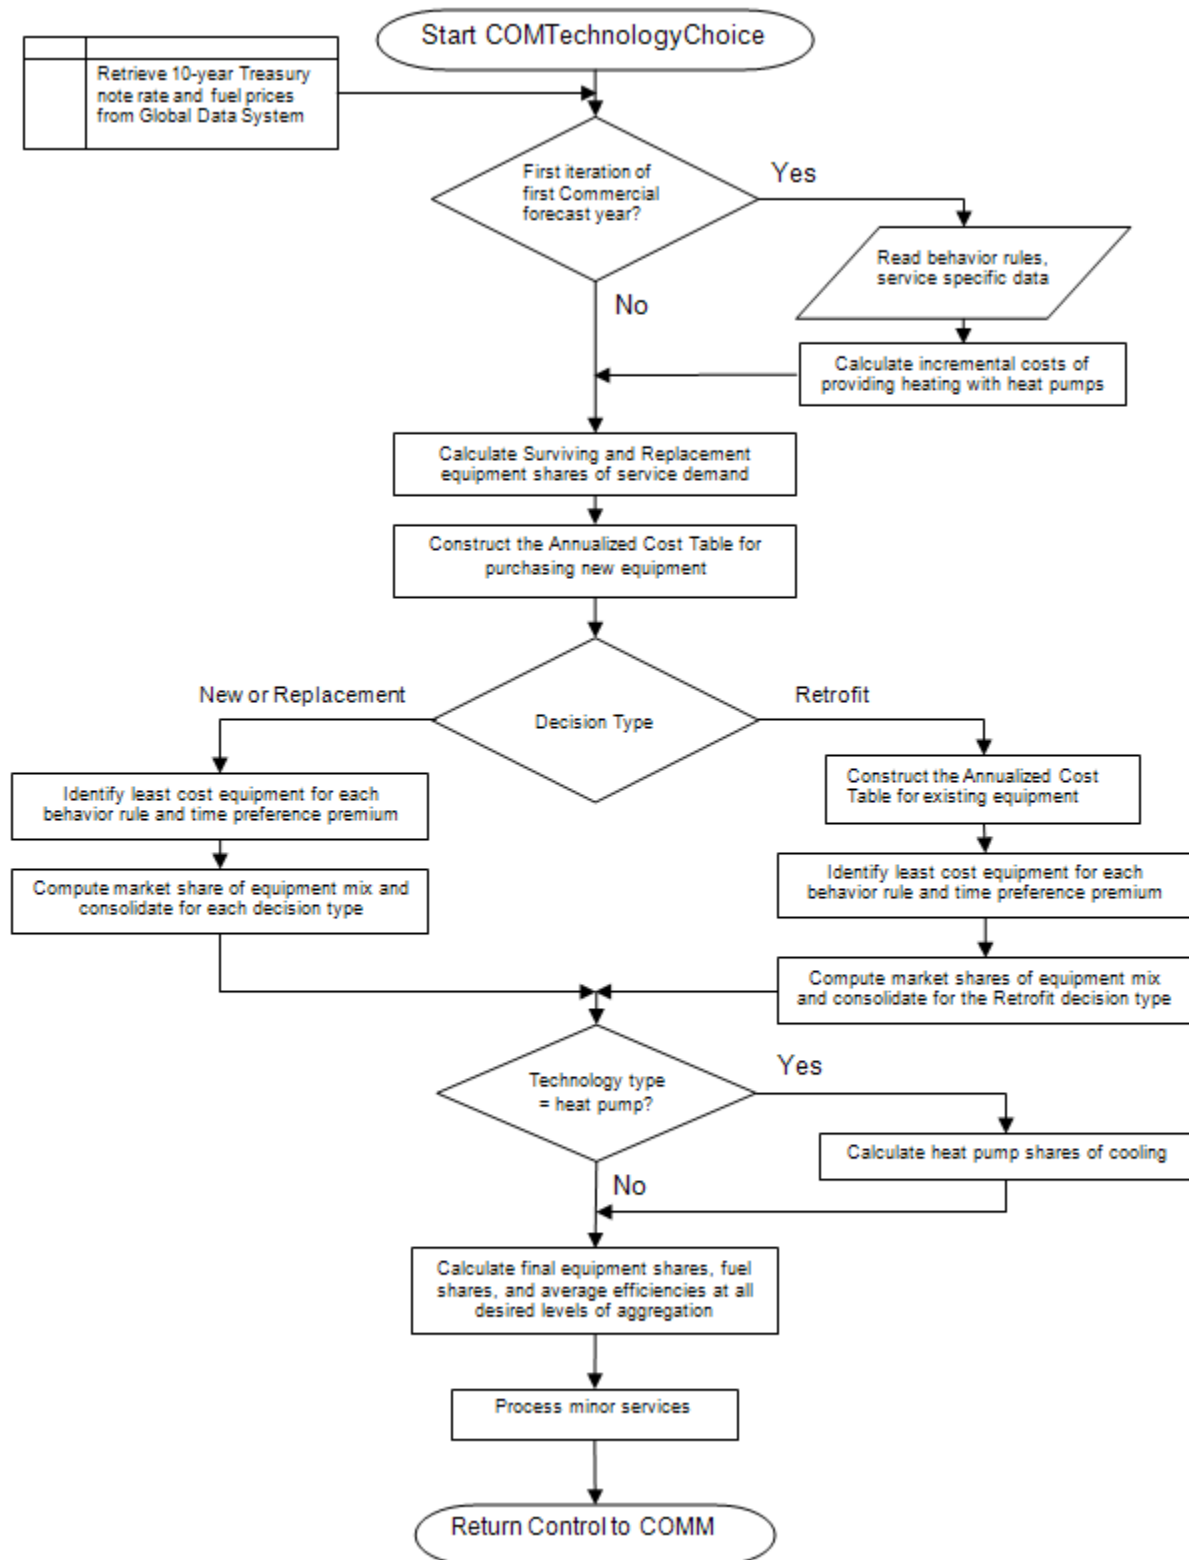 Start COMTechnologyChoice
Retrieve 10-year Treasury
note rate and fuel prices
from Global Data System
First iteration of
first Commercial
forecast year?
Yes
Read behavior rules,
service specific data
No
Calculate incremental costs of
providing heating with heat pumps
Calculate Surviving and Replacement
equipment shares of service demand
Construct the Annualized Cost Table for
purchasing new equipment
Decision Type
New or Replacement
Retrofit
Identify least cost equipment for each
behavior rule and time preference premium
Compute market share of equipment mix and
consolidate for each decision type
Construct the Annualized Cost
Table for existing equipment
Identify least cost equipment for each
behavior rule and time preference premium
Compute market shares of equipment mix
and consolidate for the Retrofit decision type
Technology type
= heat pump?
Yes
Calculate heat pump shares of cooling
No
Calculate final equipment shares, fuel
shares, and average efficiencies at all
desired levels of aggregation
Process minor services
Return Control to COMM